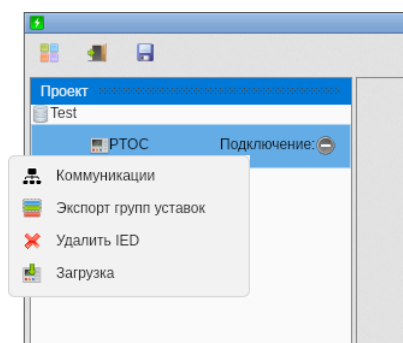 Проект
Test
PTOC Подключение:
Коммуникации
Экспорт групп уставок
Удалить IED
Загрузка